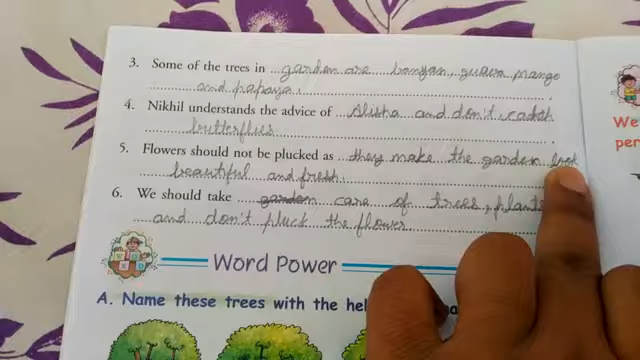 3. Some of the trees in garden are banyan, guava, mango
and papaya.
4. Nikhil understands the advice of Alisha and don't catch
butterflies
5. Flowers should not be plucked as they make the garden look
beautiful and fresh.
6. We should take garden care of trees, plants
and don't pluck the flower
We
per
Word Power
A. Name these trees with the hel